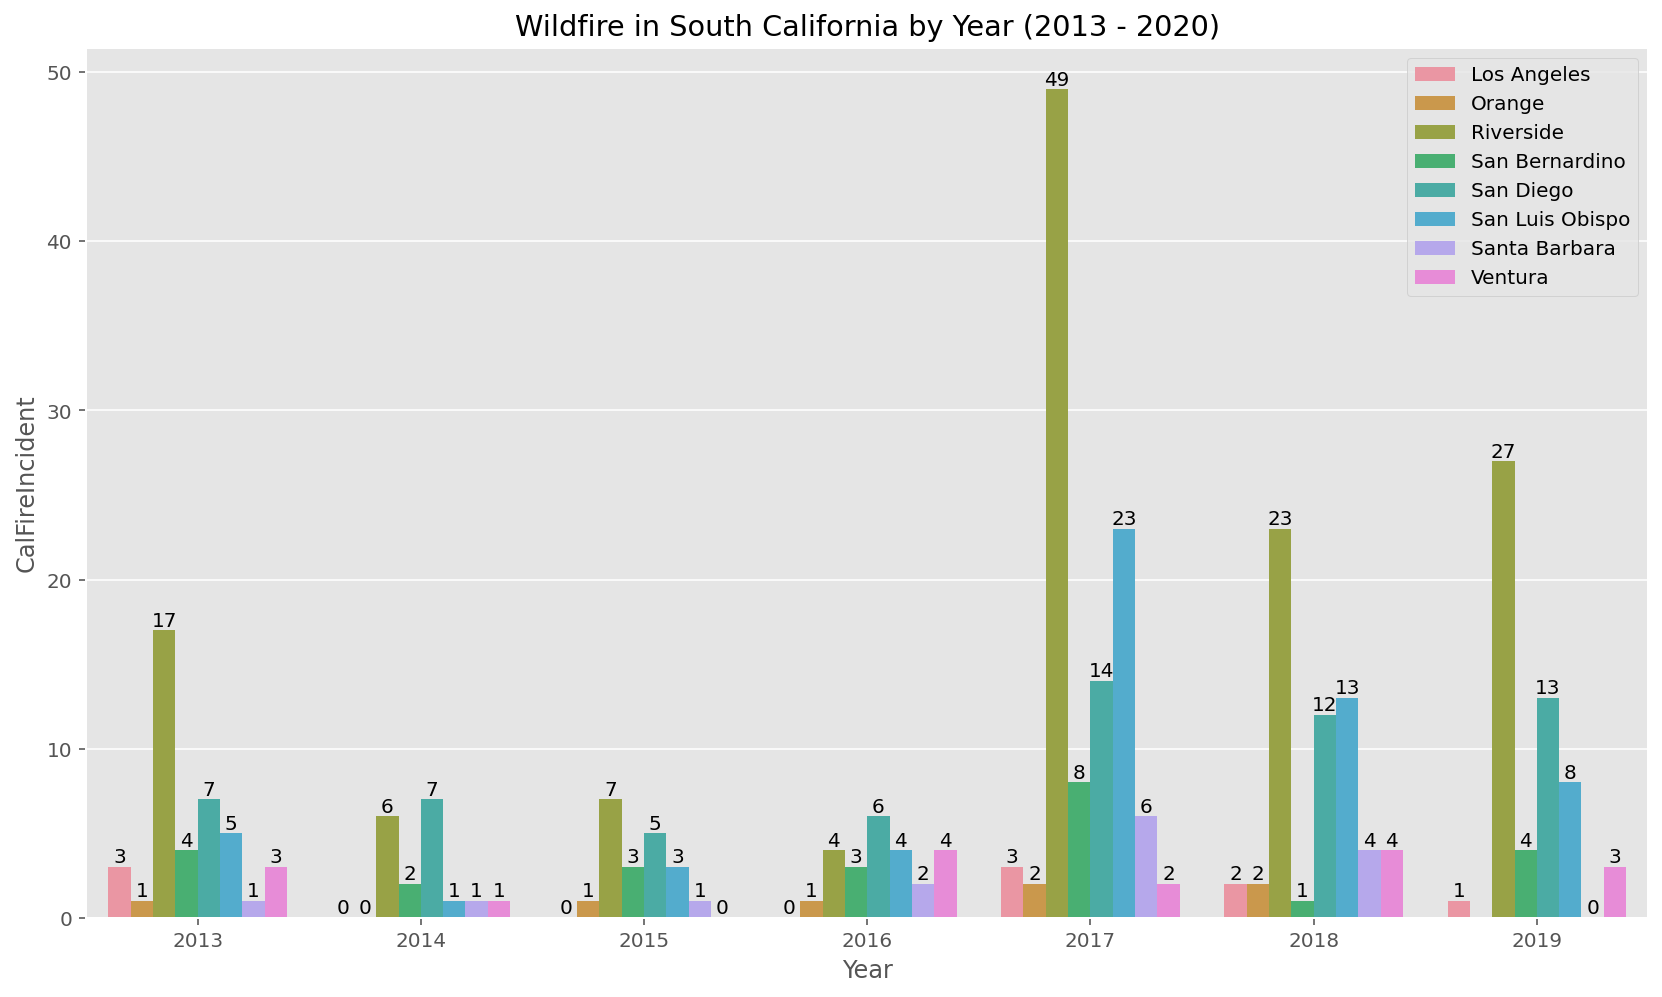 Wildfire in South California by Year (2013 - 2020)
CalFireIncident
50
40
30
20
10
0
Los Angeles
Orange
Riverside
San Bernardino
San Diego
San Luis Obispo
Santa Barbara
Ventura
3 1 17 4 7 5 1 3
0 0 6 2 7 1 1 1
0 1 7 3 5 3 1 0
0 1 4 3 6 4 2 4
3 2 49 8 14 23 6 2
2 2 23 1 12 13 4 4
1 27 4 13 8 0 3
2013 2014 2015 2016 2017 2018 2019
Year